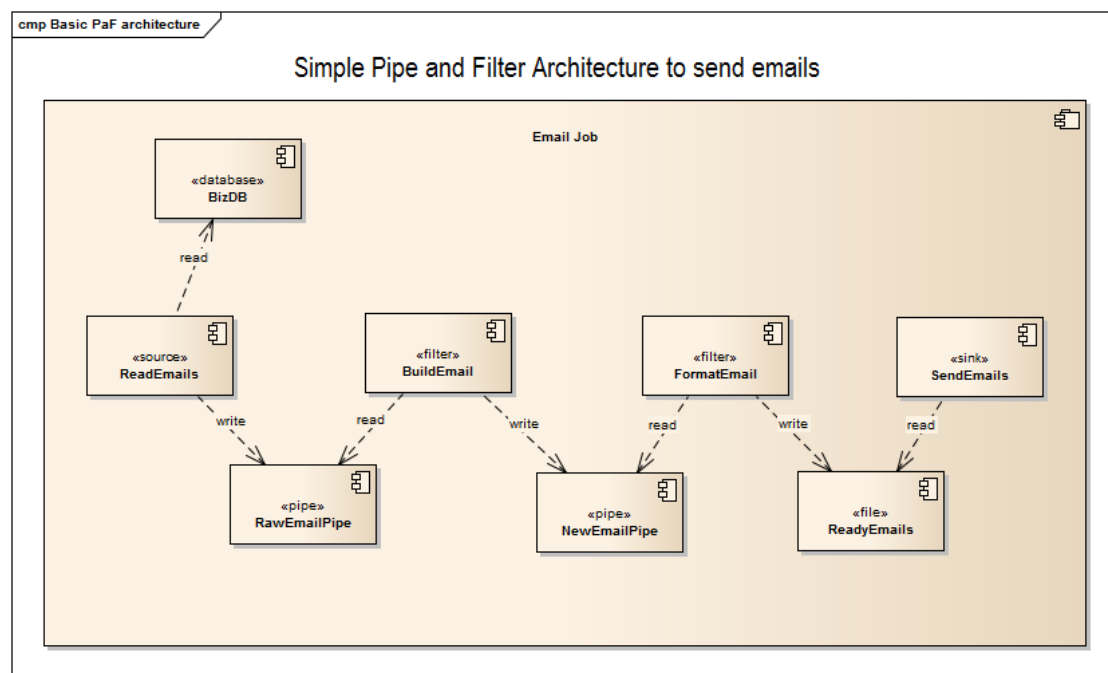 cmp Basic PaF architecture
Simple Pipe and Filter Architecture to send emails
Email Job
«database»
BizDB
read
«source»
ReadEmails
«filter»
BuildEmail
«filter»
FormatEmail
«sink»
SendEmails
write
read
write
read
write
read
«pipe»
RawEmailPipe
«pipe»
NewEmailPipe
«file»
ReadyEmails